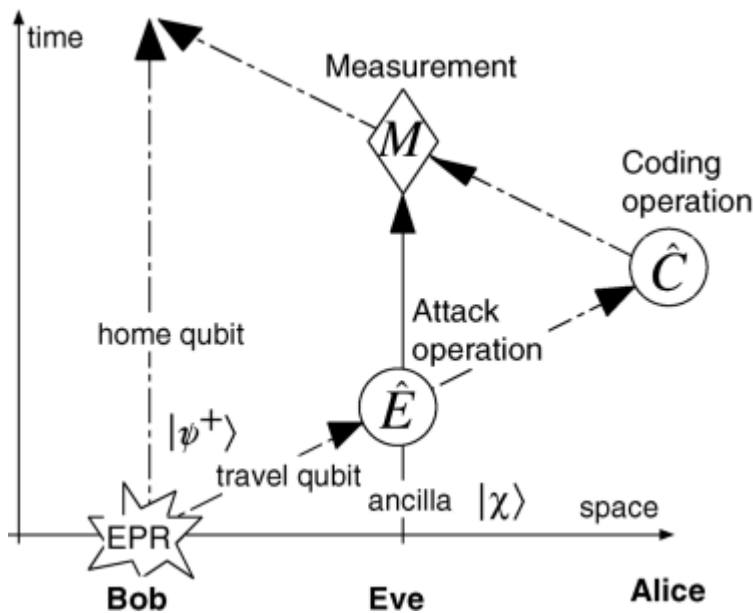 time
Measurement
M
Coding
operation
Ĉ
home qubit
Attack
operation
Ê
|ψ⁺⟩
travel qubit
ancilla |χ⟩ space
EPR
Bob Eve Alice